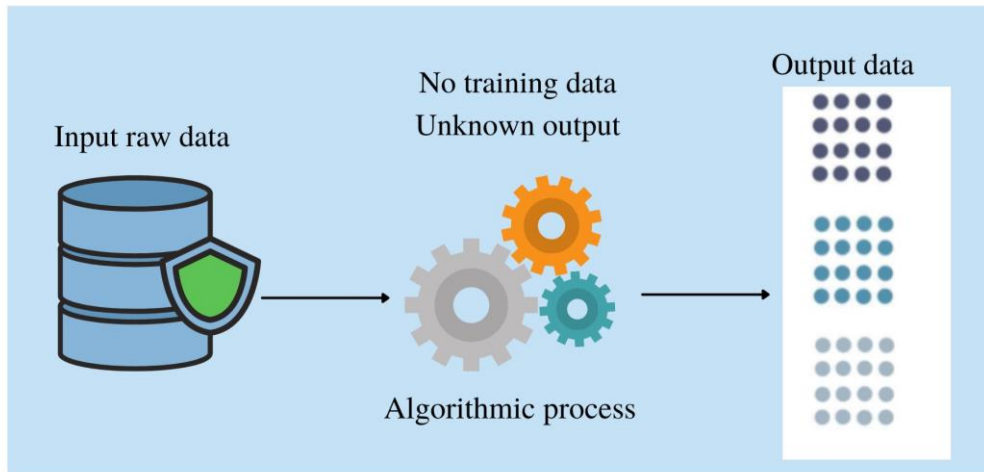 Input raw data
No training data
Unknown output
Algorithmic process
Output data